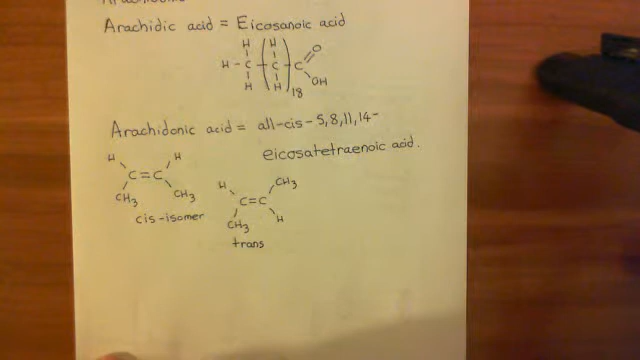 Arachidic acid = Eicosanoic acid
H H O
H - C - C - C
H H 18 OH
Arachidonic acid = all-cis-5,8,11,14-
eicosatetraenoic acid.
H H
C=C
CH3 CH3
cis-isomer
H CH3
C=C
CH3 H
trans